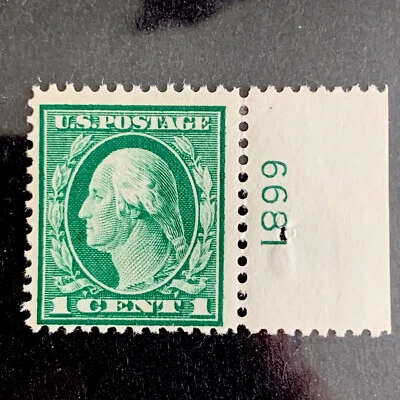 U.S. POSTAGE
1 CENT 1
6681